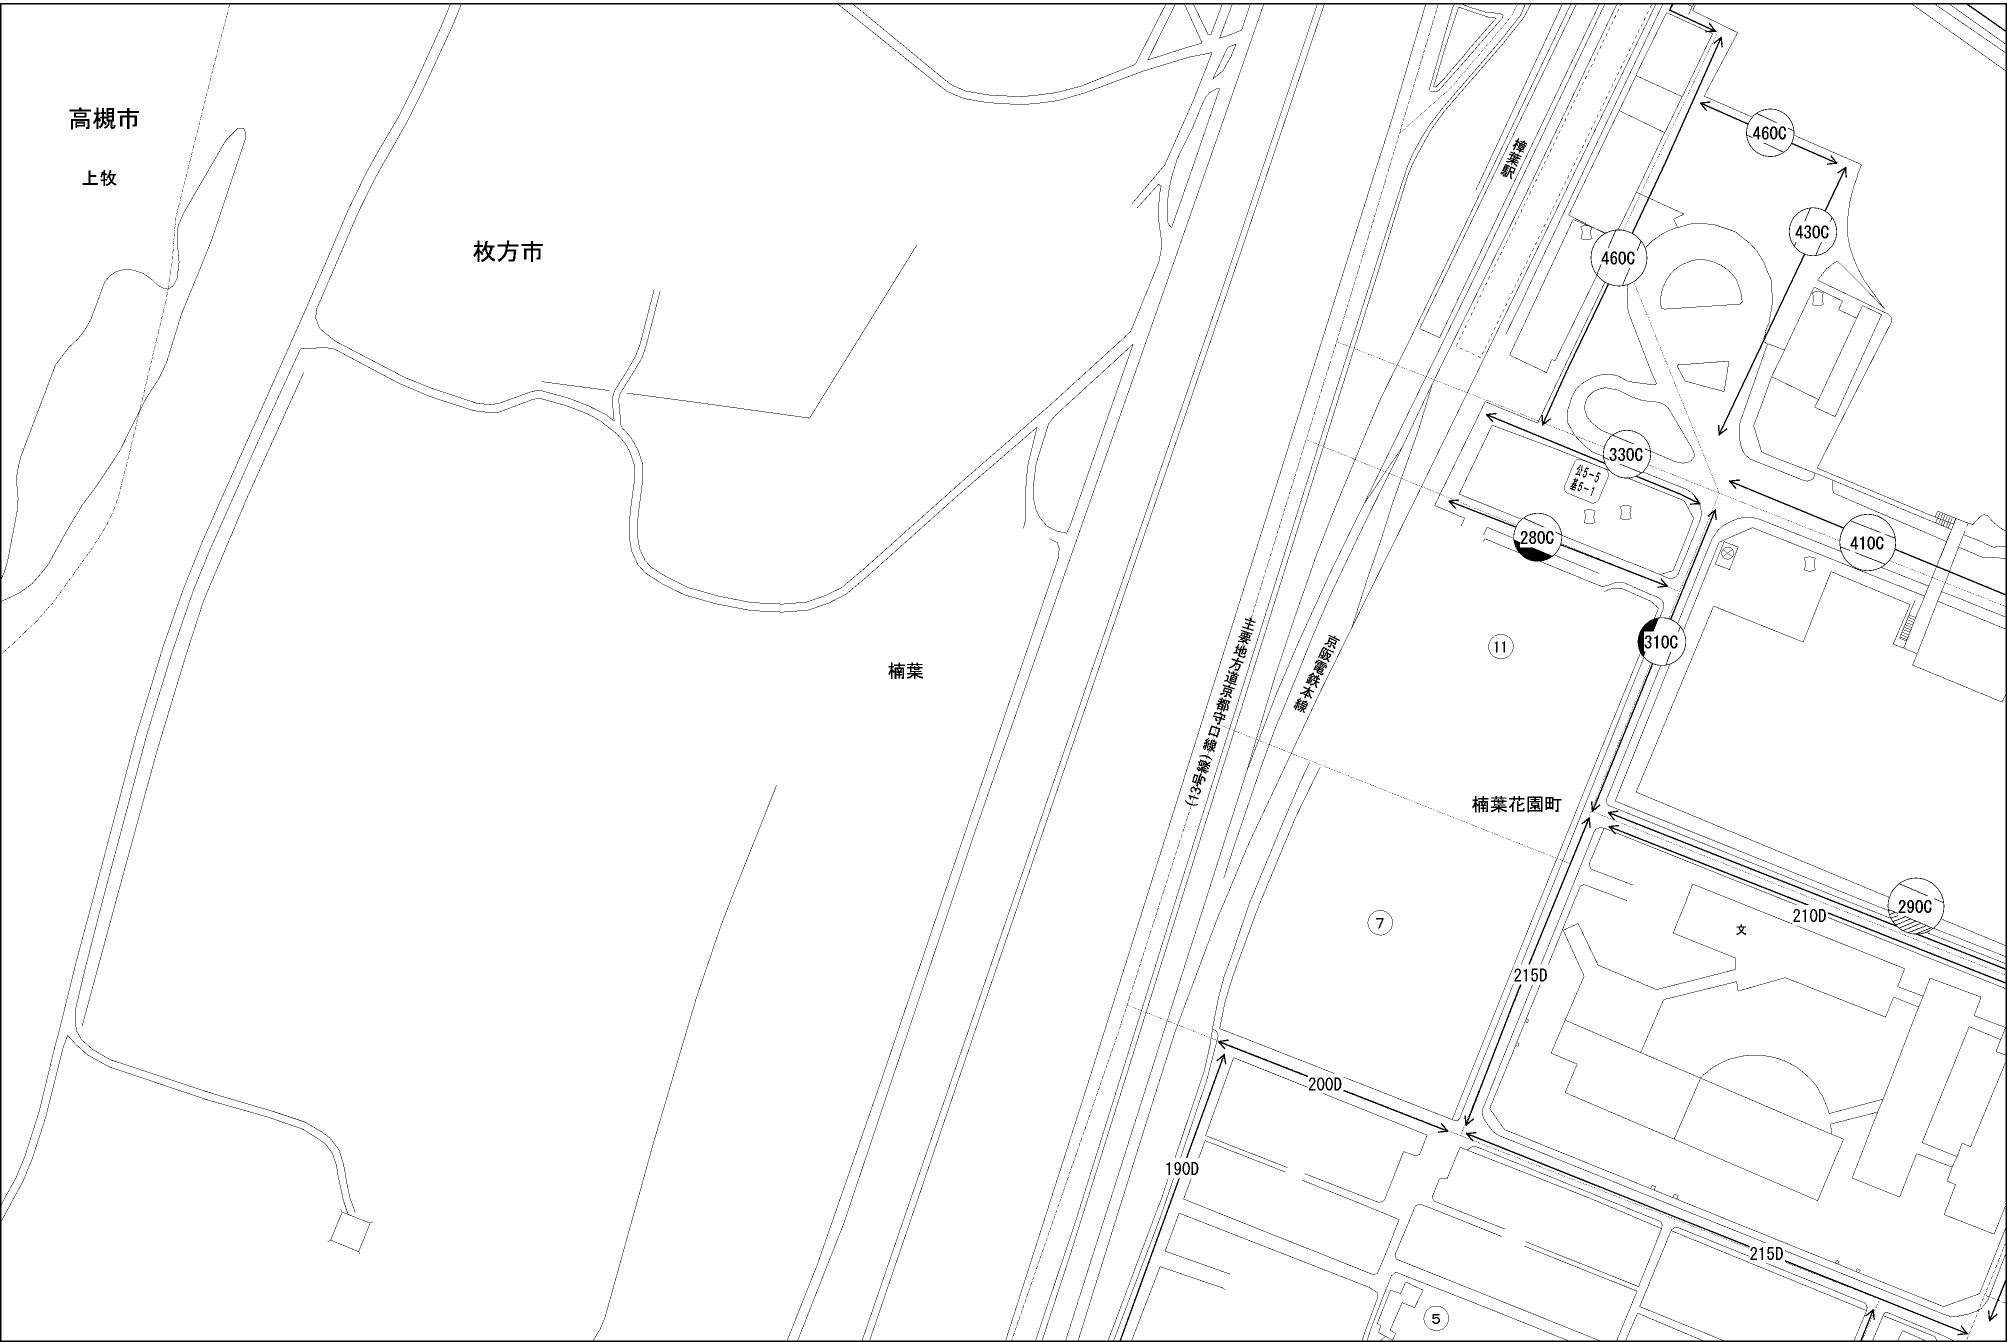 高槻市
上牧
枚方市
楠葉
樟葉駅
460C
430C
460C
330C
公5-5
基5-1
280C
410C
310C
11
主要地方道京都守口線
(13号線)
京阪電鉄本線
楠葉花園町
290C
210D
文
7
215D
200D
190D
215D
5